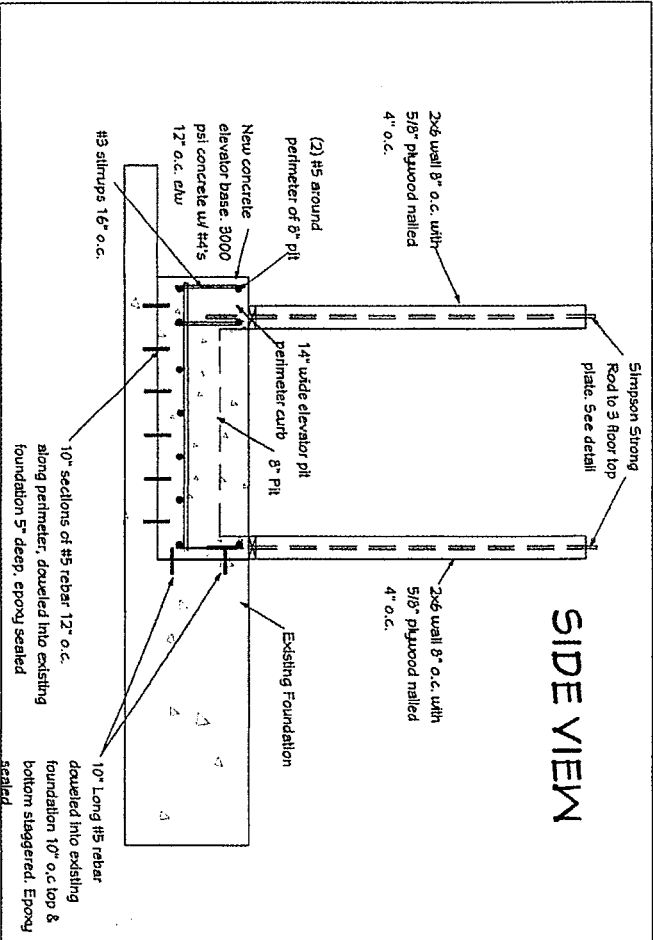 SIDE VIEW
Simpson Strong
Rod to 3 floor top
plate. See detail
2x6 wall 8" o.c. with
5/8" plywood nailed
4" o.c.
2x6 wall 8" o.c. with
5/8" plywood nailed
4" o.c.
(2) #5 around
perimeter of 8" pit
14" wide elevator pit
perimeter curb
8" Pit
New concrete
elevator base. 3000
psi concrete w/ #4's
12" o.c. e/w
#3 stirrups 16" o.c.
Existing Foundation
10" sections of #5 rebar 12" o.c.
along perimeter, doweled into existing
foundation 5" deep, epoxy sealed
10" Long #5 rebar
doweled into existing
foundation 10" o.c top &
bottom staggered. Epoxy
sealed